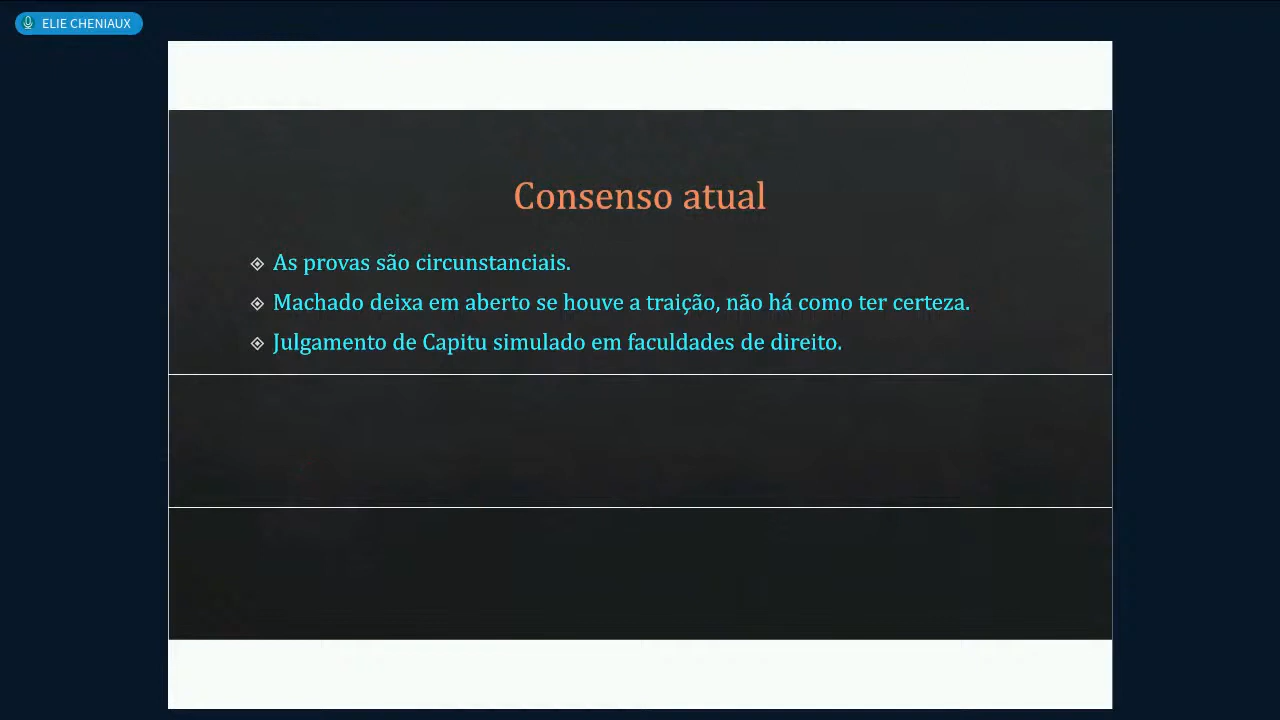 ELIE CHENIAUX
Consenso atual
As provas são circunstanciais.
Machado deixa em aberto se houve a traição, não há como ter certeza.
Julgamento de Capitu simulado em faculdades de direito.